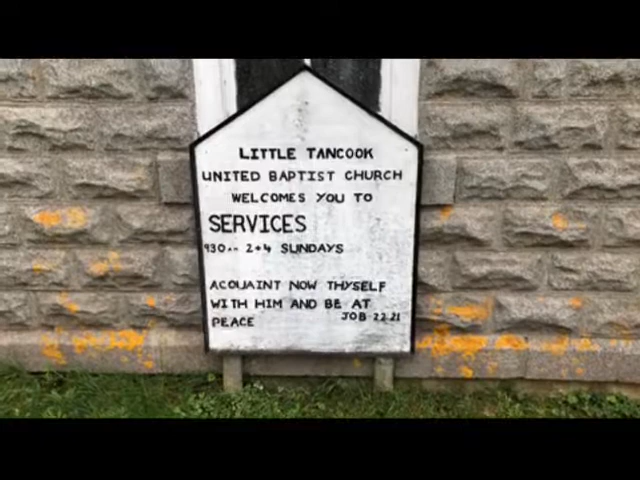 LITTLE TANCOOK
UNITED BAPTIST CHURCH
WELCOMES YOU TO
SERVICES
930 2+4 SUNDAYS
ACQUAINT NOW THYSELF
WITH HIM AND BE AT
PEACE JOB 22-21